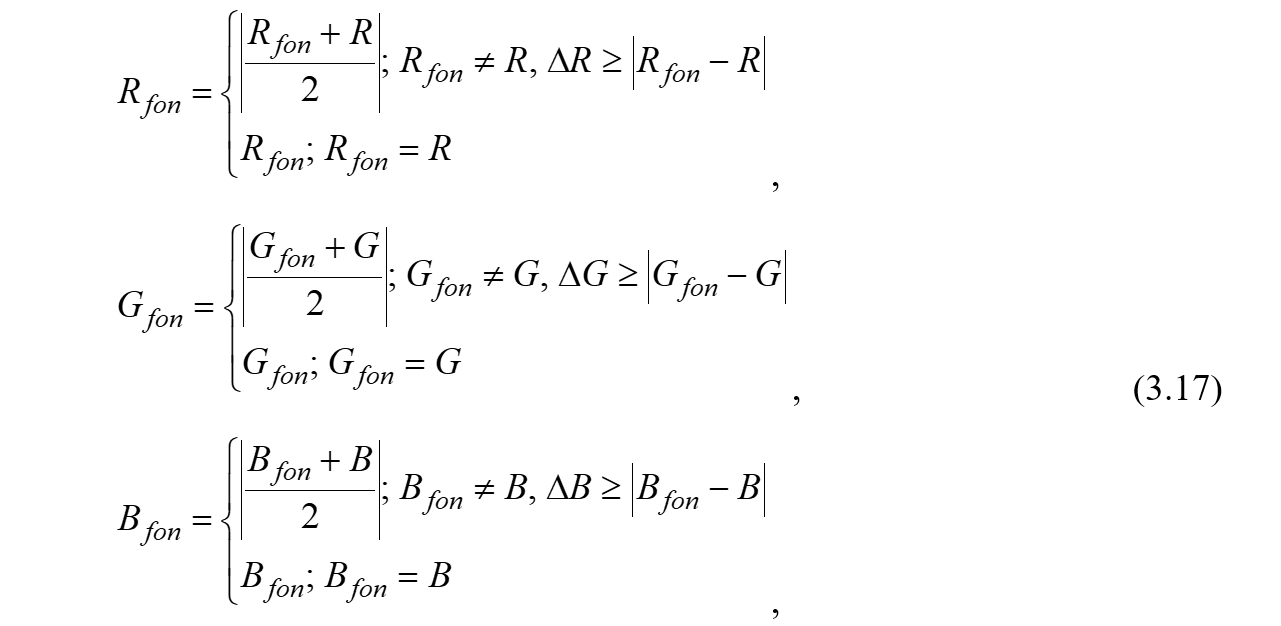 R_fon = { |(R_fon + R)/2|; R_fon ≠ R, ΔR ≥ |R_fon − R|
R_fon; R_fon = R ,
G_fon = { |(G_fon + G)/2|; G_fon ≠ G, ΔG ≥ |G_fon − G|
G_fon; G_fon = G ,
(3.17)
B_fon = { |(B_fon + B)/2|; B_fon ≠ B, ΔB ≥ |B_fon − B|
B_fon; B_fon = B ,